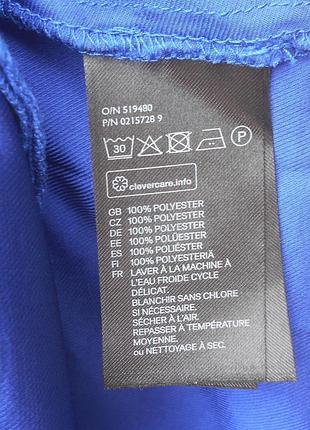 O/N 519480
P/N 0215728 9
30 P
clevercare.info
GB 100% POLYESTER
CZ 100% POLYESTER
DE 100% POLYESTER
EE 100% POLÜESTER
ES 100% POLIÉSTER
FI 100% POLYESTERIÄ
FR LAVER À LA MACHINE À
L'EAU FROIDE CYCLE
DÉLICAT.
BLANCHIR SANS CHLORE
SI NÉCESSAIRE.
SÉCHER À L'AIR.
REPASSER À TEMPÉRATURE
MOYENNE.
ou NETTOYAGE À SEC.